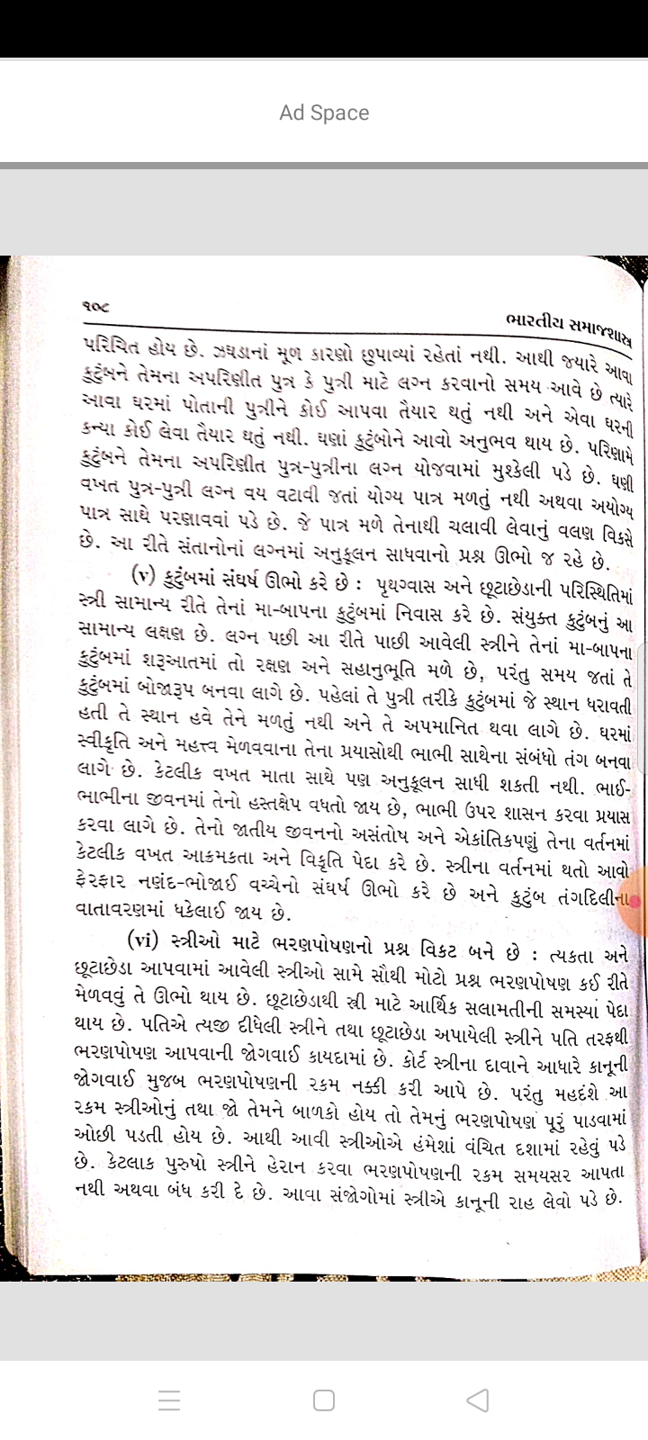 Ad Space
૧૦૮
ભારતીય સમાજશાસ્ત્ર
પરિચિત હોય છે. ઝઘડાનાં મૂળ કારણો છુપાવ્યાં રહેતાં નથી. આથી જ્યારે આવા
કુટુંબને તેમના અપરિણીત પુત્ર કે પુત્રી માટે લગ્ન કરવાનો સમય આવે છે ત્યારે
આવા ઘરમાં પોતાની પુત્રીને કોઈ આપવા તૈયાર થતું નથી અને એવા ઘરની
કન્યા કોઈ લેવા તૈયાર થતું નથી. ઘણાં કુટુંબોને આવો અનુભવ થાય છે. પરિણામે
કુટુંબને તેમના અપરિણીત પુત્ર-પુત્રીના લગ્ન યોજવામાં મુશ્કેલી પડે છે. ઘણી
વખત પુત્ર-પુત્રી લગ્ન વય વટાવી જતાં યોગ્ય પાત્ર મળતું નથી અથવા અયોગ્ય
પાત્ર સાથે પરણાવવાં પડે છે. જે પાત્ર મળે તેનાથી ચલાવી લેવાનું વલણ વિકસે
છે. આ રીતે સંતાનોનાં લગ્નમાં અનુકૂલન સાધવાનો પ્રશ્ન ઊભો જ રહે છે.
(v) કુટુંબમાં સંઘર્ષ ઊભો કરે છે : પૃથગ્વાસ અને છૂટાછેડાની પરિસ્થિતિમાં
સ્ત્રી સામાન્ય રીતે તેનાં મા-બાપના કુટુંબમાં નિવાસ કરે છે. સંયુક્ત કુટુંબનું આ
સામાન્ય લક્ષણ છે. લગ્ન પછી આ રીતે પાછી આવેલી સ્ત્રીને તેનાં મા-બાપના
કુટુંબમાં શરૂઆતમાં તો રક્ષણ અને સહાનુભૂતિ મળે છે, પરંતુ સમય જતાં તે
કુટુંબમાં બોજારૂપ બનવા લાગે છે. પહેલાં તે પુત્રી તરીકે કુટુંબમાં જે સ્થાન ધરાવતી
હતી તે સ્થાન હવે તેને મળતું નથી અને તે અપમાનિત થવા લાગે છે. ઘરમાં
સ્વીકૃતિ અને મહત્ત્વ મેળવવાના તેના પ્રયાસોથી ભાભી સાથેના સંબંધો તંગ બનવા
લાગે છે. કેટલીક વખત માતા સાથે પણ અનુકૂલન સાધી શકતી નથી. ભાઈ-
ભાભીના જીવનમાં તેનો હસ્તક્ષેપ વધતો જાય છે, ભાભી ઉપર શાસન કરવા પ્રયાસ
કરવા લાગે છે. તેનો જાતીય જીવનનો અસંતોષ અને એકાંતિકપણું તેના વર્તનમાં
કેટલીક વખત આક્રમકતા અને વિકૃતિ પેદા કરે છે. સ્ત્રીના વર્તનમાં થતો આવો
ફેરફાર નણંદ-ભોજાઈ વચ્ચેનો સંઘર્ષ ઊભો કરે છે અને કુટુંબ તંગદિલીના
વાતાવરણમાં ધકેલાઈ જાય છે.
(vi) સ્ત્રીઓ માટે ભરણપોષણનો પ્રશ્ન વિકટ બને છે : ત્યકતા અને
છૂટાછેડા આપવામાં આવેલી સ્ત્રીઓ સામે સૌથી મોટો પ્રશ્ન ભરણપોષણ કઈ રીતે
મેળવવું તે ઊભો થાય છે. છૂટાછેડાથી સ્રી માટે આર્થિક સલામતીની સમસ્યાં પેદા
થાય છે. પતિએ ત્યજી દીધેલી સ્ત્રીને તથા છૂટાછેડા અપાયેલી સ્ત્રીને પતિ તરફથી
ભરણપોષણ આપવાની જોગવાઈ કાયદામાં છે. કોર્ટ સ્ત્રીના દાવાને આધારે કાનૂની
જોગવાઈ મુજબ ભરણપોષણની રકમ નક્કી કરી આપે છે. પરંતુ મહદંશે આ
રકમ સ્ત્રીઓનું તથા જો તેમને બાળકો હોય તો તેમનું ભરણપોષણ પૂરું પાડવામાં
ઓછી પડતી હોય છે. આથી આવી સ્ત્રીઓએ હંમેશાં વંચિત દશામાં રહેવું પડે
છે. કેટલાક પુરુષો સ્ત્રીને હેરાન કરવા ભરણપોષણની રકમ સમયસર આપતા
નથી અથવા બંધ કરી દે છે. આવા સંજોગોમાં સ્ત્રીએ કાનૂની રાહ લેવો પડે છે.